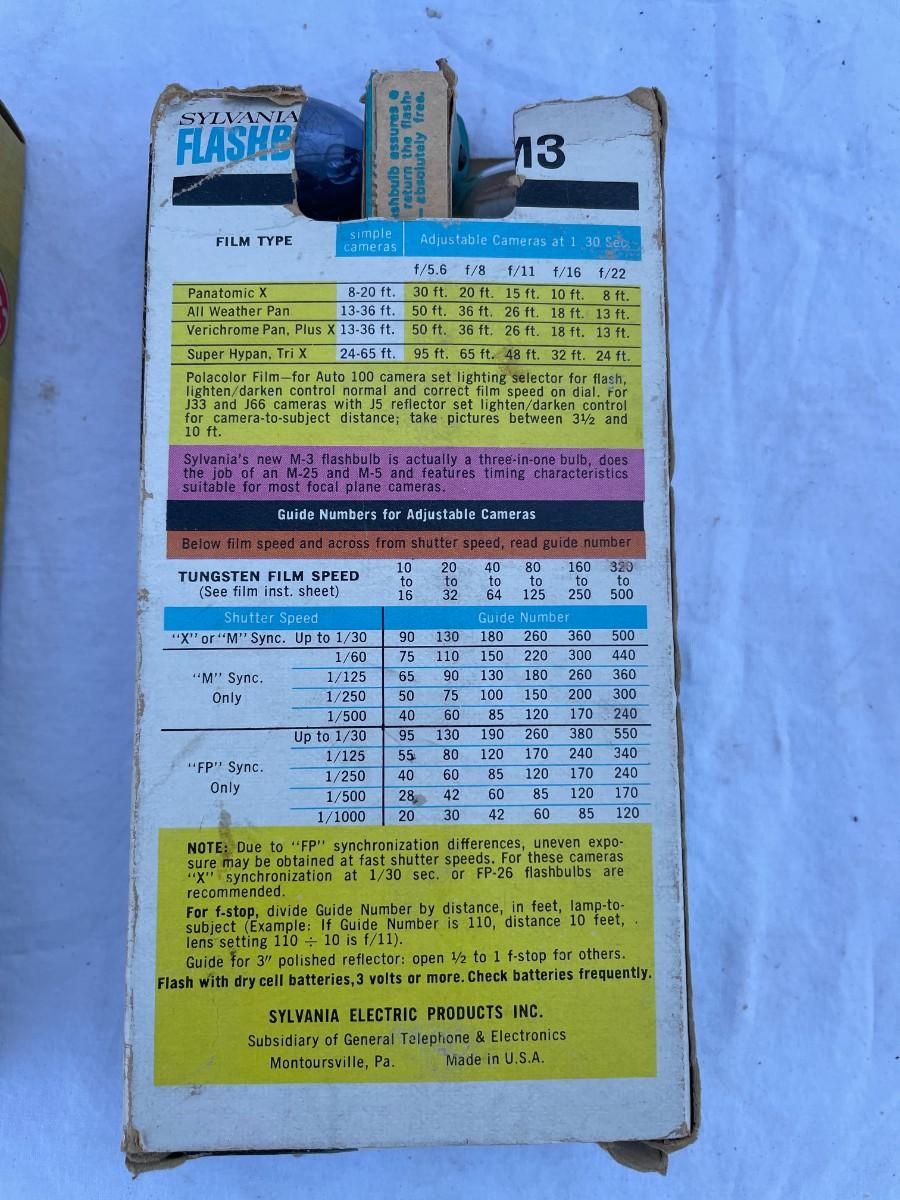 SYLVANIA
FLASHB
M3
shbulb assures
return the flash-
— absolutely free.
FILM TYPE simple cameras Adjustable Cameras at 1 30 Sec.
f/5.6 f/8 f/11 f/16 f/22
Panatomic X 8-20 ft. 30 ft. 20 ft. 15 ft. 10 ft. 8 ft.
All Weather Pan 13-36 ft. 50 ft. 36 ft. 26 ft. 18 ft. 13 ft.
Verichrome Pan, Plus X 13-36 ft. 50 ft. 36 ft. 26 ft. 18 ft. 13 ft.
Super Hypan, Tri X 24-65 ft. 95 ft. 65 ft. 48 ft. 32 ft. 24 ft.
Polacolor Film—for Auto 100 camera set lighting selector for flash,
lighten/darken control normal and correct film speed on dial. For
J33 and J66 cameras with J5 reflector set lighten/darken control
for camera-to-subject distance; take pictures between 3½ and
10 ft.
Sylvania's new M-3 flashbulb is actually a three-in-one bulb, does
the job of an M-25 and M-5 and features timing characteristics
suitable for most focal plane cameras.
Guide Numbers for Adjustable Cameras
Below film speed and across from shutter speed, read guide number
TUNGSTEN FILM SPEED
(See film inst. sheet)
10 20 40 80 160 320
to to to to to to
16 32 64 125 250 500
Shutter Speed Guide Number
"X" or "M" Sync. Up to 1/30 90 130 180 260 360 500
1/60 75 110 150 220 300 440
"M" Sync. 1/125 65 90 130 180 260 360
Only 1/250 50 75 100 150 200 300
1/500 40 60 85 120 170 240
Up to 1/30 95 130 190 260 380 550
1/125 55 80 120 170 240 340
"FP" Sync. 1/250 40 60 85 120 170 240
Only 1/500 28 42 60 85 120 170
1/1000 20 30 42 60 85 120
NOTE: Due to "FP" synchronization differences, uneven expo-
sure may be obtained at fast shutter speeds. For these cameras
"X" synchronization at 1/30 sec. or FP-26 flashbulbs are
recommended.
For f-stop, divide Guide Number by distance, in feet, lamp-to-
subject (Example: If Guide Number is 110, distance 10 feet,
lens setting 110 ÷ 10 is f/11).
Guide for 3" polished reflector: open ½ to 1 f-stop for others.
Flash with dry cell batteries, 3 volts or more. Check batteries frequently.
SYLVANIA ELECTRIC PRODUCTS INC.
Subsidiary of General Telephone & Electronics
Montoursville, Pa. Made in U.S.A.